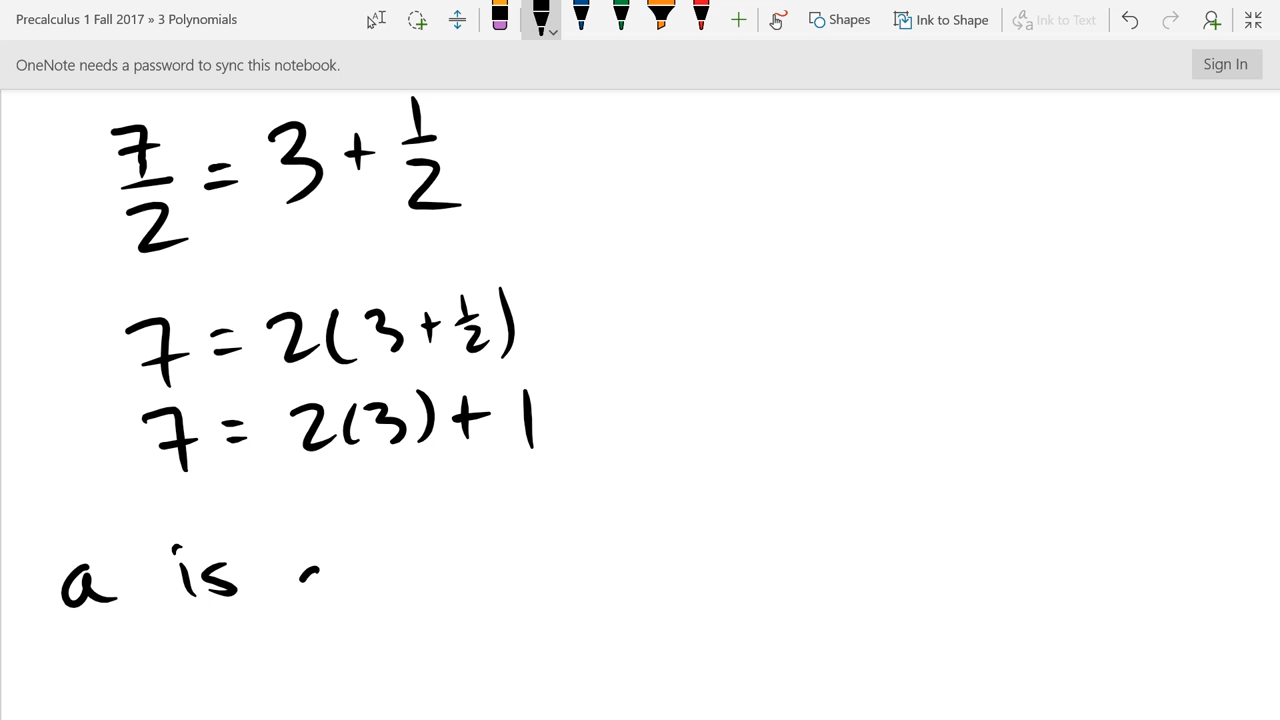 Precalculus 1 Fall 2017 » 3 Polynomials
Shapes
Ink to Shape
Ink to Text
OneNote needs a password to sync this notebook.
Sign In
7/2 = 3 + 1/2
7 = 2(3 + 1/2)
7 = 2(3) + 1
a is